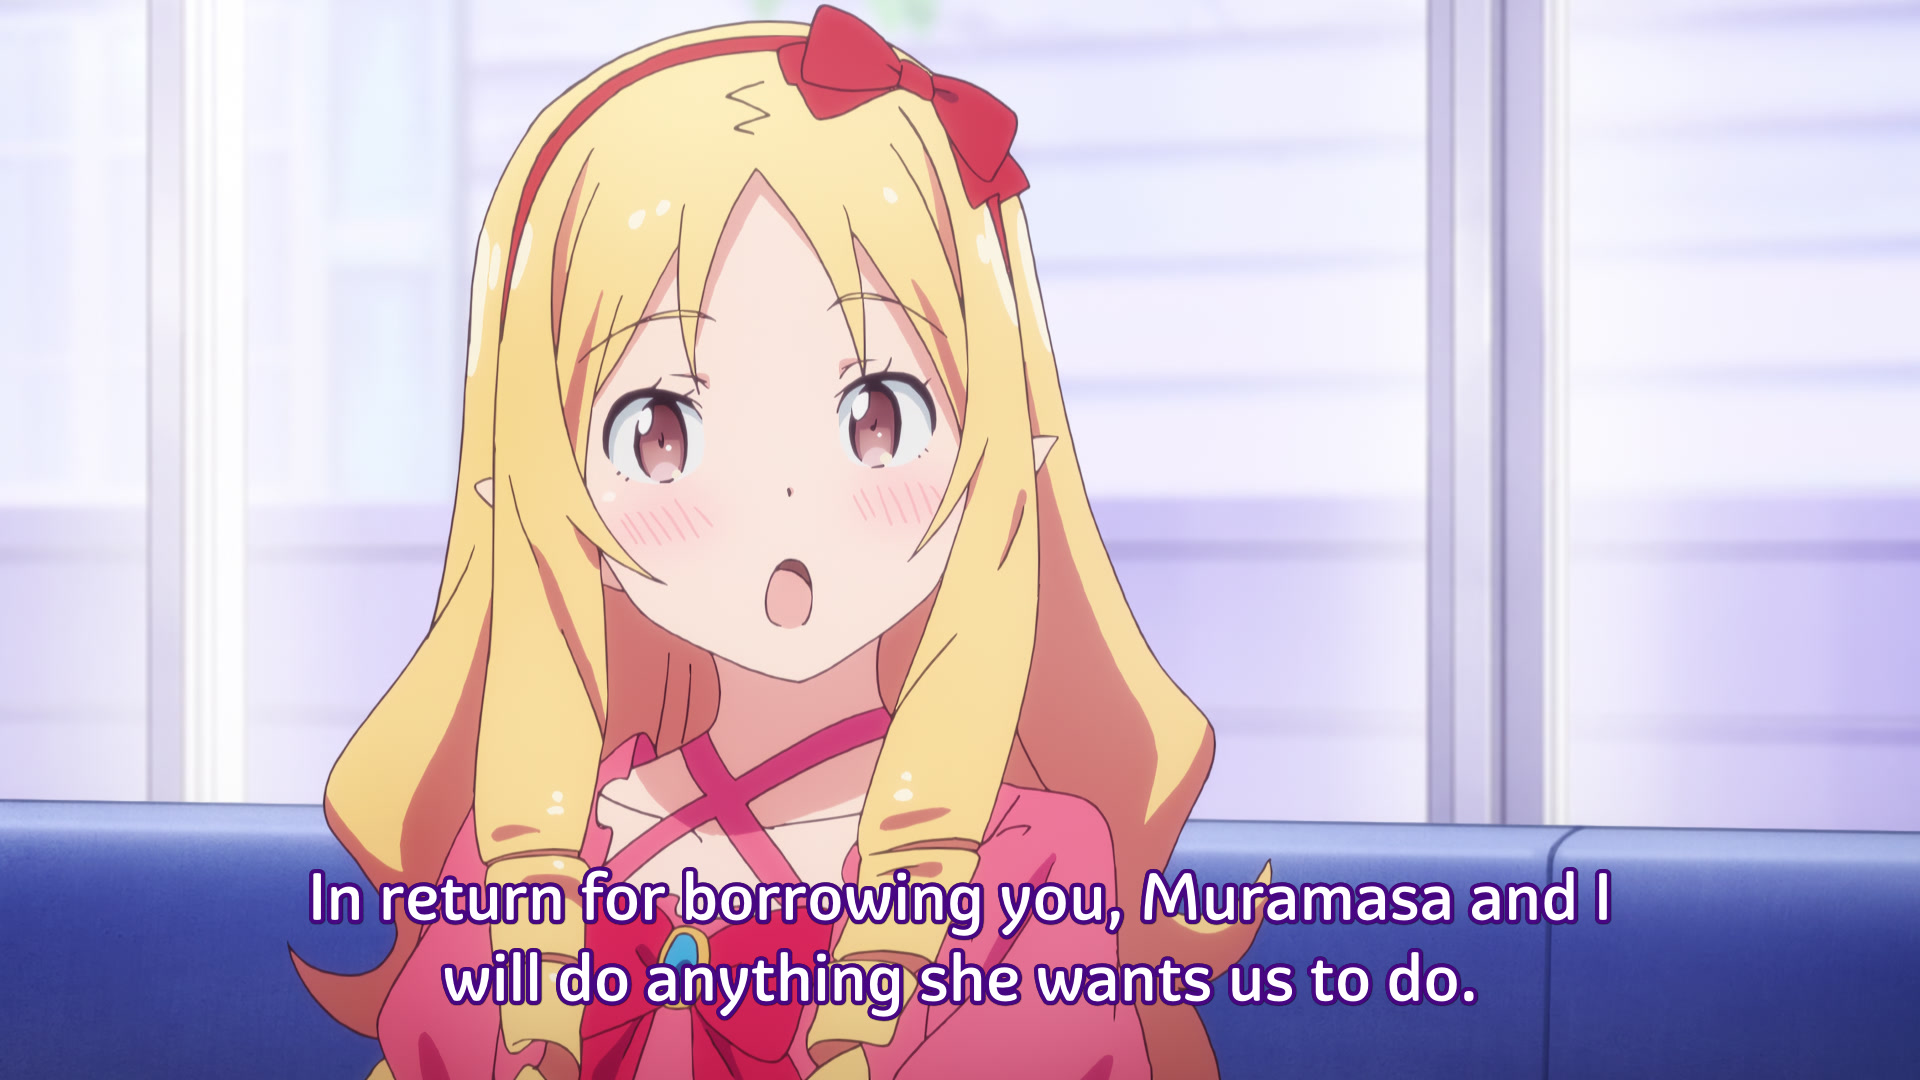 In return for borrowing you, Muramasa and I
will do anything she wants us to do.